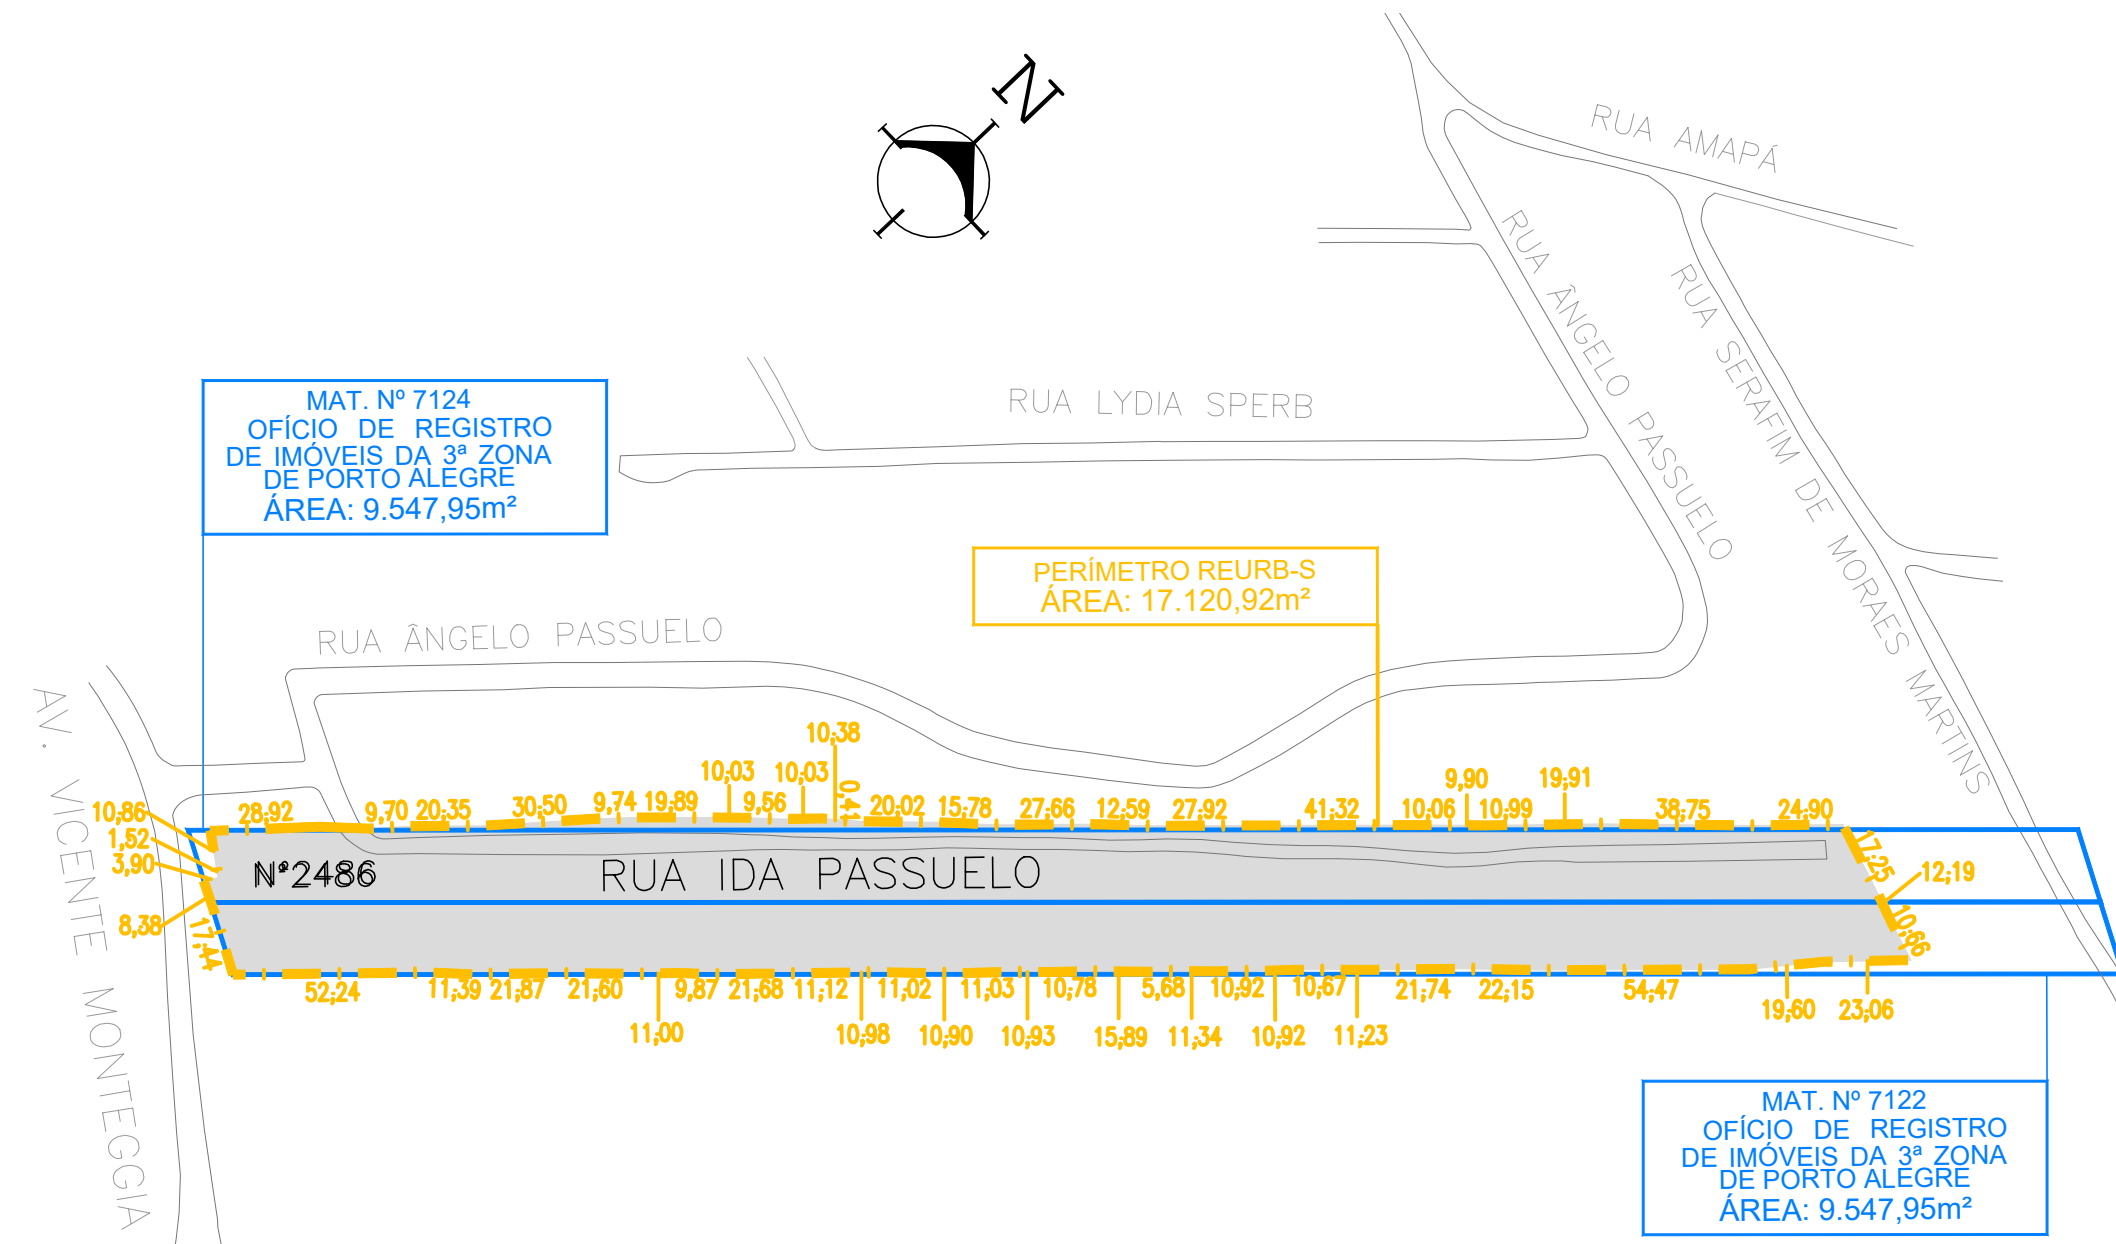 N
RUA AMAPÁ
RUA ÂNGELO PASSUELO
RUA SERAFIM DE MORAES MARTINS
RUA LYDIA SPERB
MAT. Nº 7124
OFÍCIO DE REGISTRO
DE IMÓVEIS DA 3ª ZONA
DE PORTO ALEGRE
ÁREA: 9.547,95m²
PERÍMETRO REURB-S
ÁREA: 17.120,92m²
RUA ÂNGELO PASSUELO
AV. VICENTE MONTEGGIA
10,38
10,03 10,03
9,90 19,91
10,86 28,92 9,70 20,35 30,50 9,74 19,89 9,56 0,41 20,02 15,78 27,66 12,59 27,92 41,32 10,06 10,99 38,75 24,90
1,52
3,90
8,38
17,44
17,25
12,19
10,66
Nº2486
RUA IDA PASSUELO
52,24 11,39 21,87 21,60 9,87 21,68 11,12 11,02 11,03 10,78 5,68 10,92 10,67 21,74 22,15 54,47
19,60 23,06
11,00 10,98 10,90 10,93 15,89 11,34 10,92 11,23
MAT. Nº 7122
OFÍCIO DE REGISTRO
DE IMÓVEIS DA 3ª ZONA
DE PORTO ALEGRE
ÁREA: 9.547,95m²